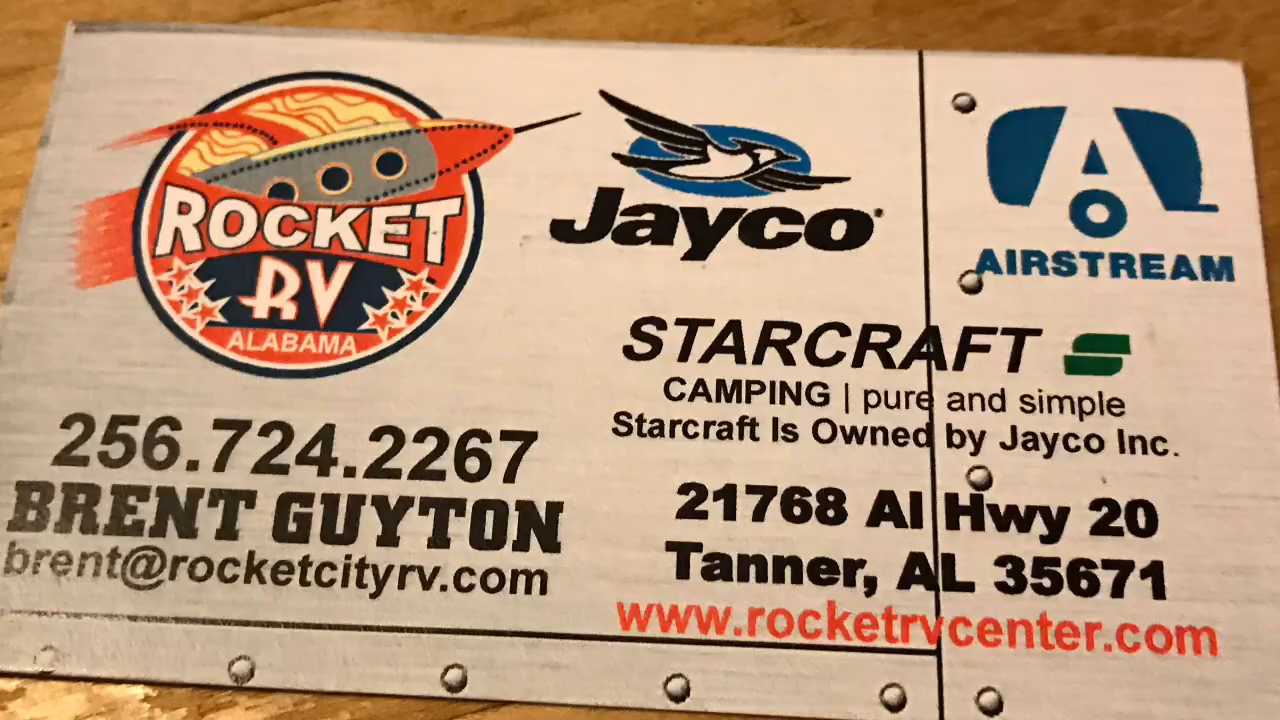 ROCKET
RV
ALABAMA
Jayco
AIRSTREAM
STARCRAFT
CAMPING | pure and simple
Starcraft Is Owned by Jayco Inc.
256.724.2267
BRENT GUYTON
brent@rocketcityrv.com
21768 Al Hwy 20
Tanner, AL 35671
www.rocketrvcenter.com